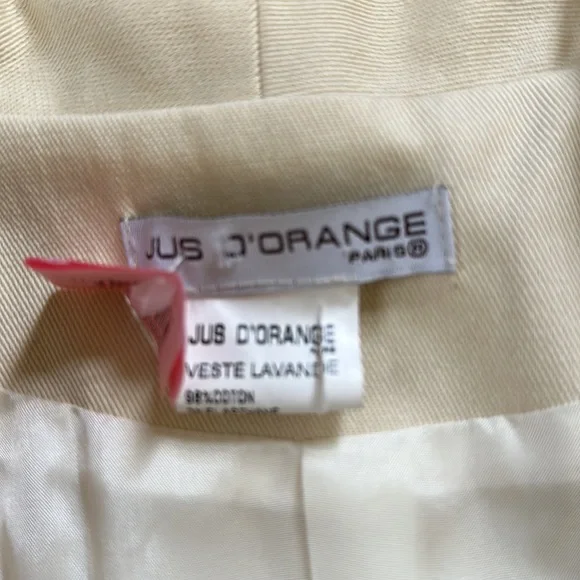 JUS D'ORANGE
PARIS ®
JUS D'ORANGE
VESTE LAVANDE
98%COTON